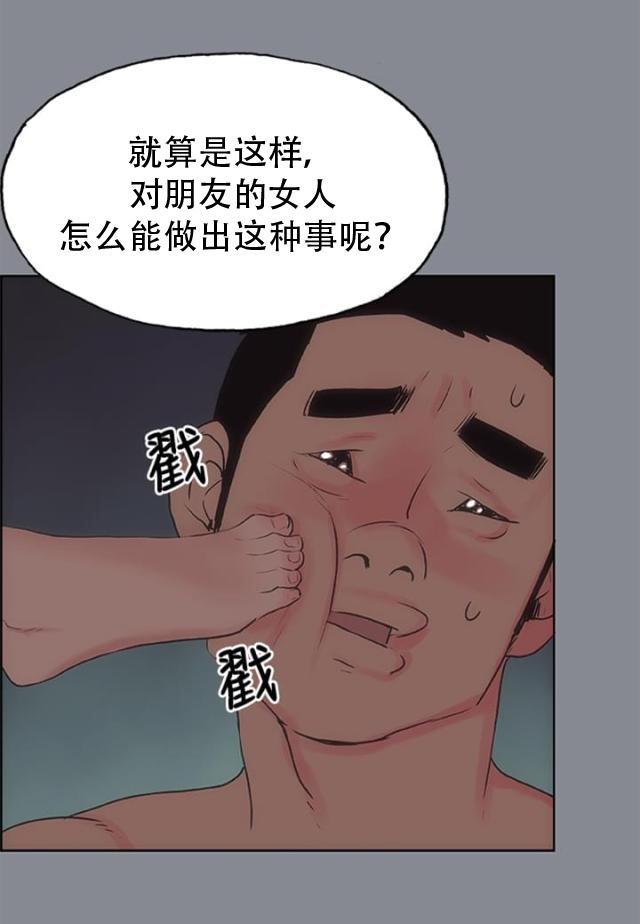 就算是这样,
对朋友的女人
怎么能做出这种事呢?
戳
戳